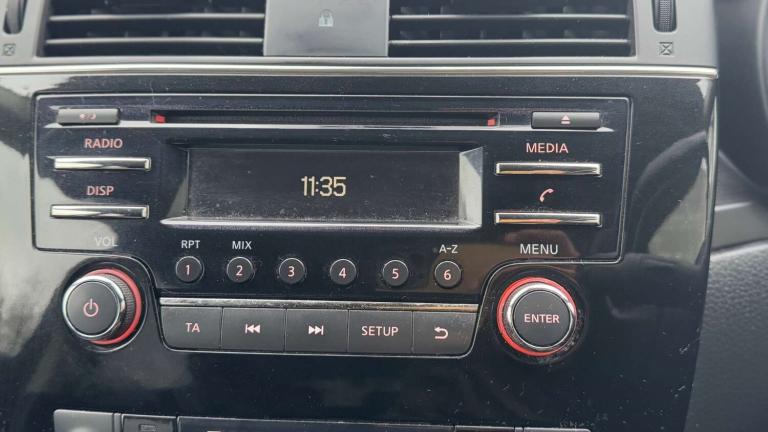 RADIO
MEDIA
11:35
DISP
VOL
RPT MIX A-Z
MENU
1 2 3 4 5 6
ENTER
TA SETUP